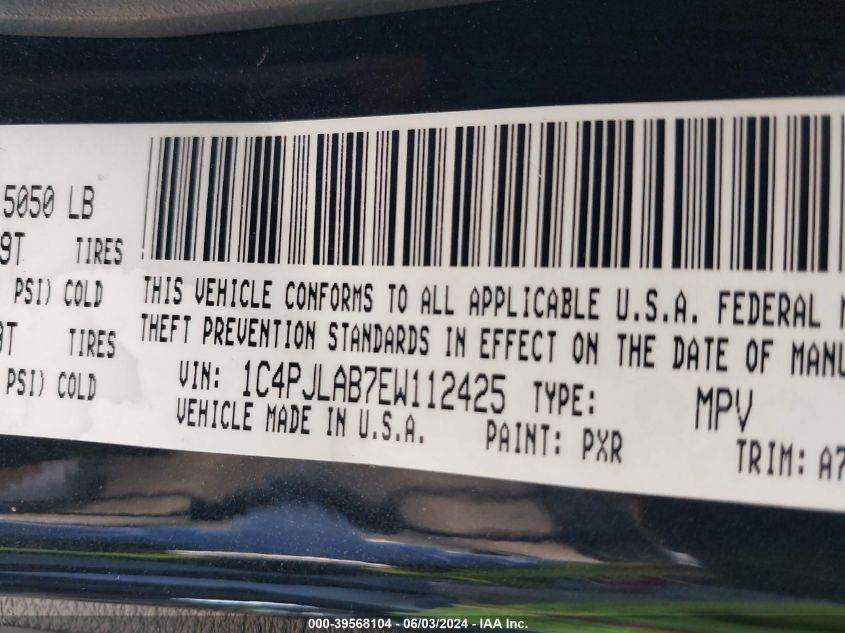 5050 LB
9T TIRES
PSI) COLD
TIRES
PSI) COLD
THIS VEHICLE CONFORMS TO ALL APPLICABLE U.S.A. FEDERAL
THEFT PREVENTION STANDARDS IN EFFECT ON THE DATE OF MANU
VIN: 1C4PJLAB7EW112425 TYPE: MPV
VEHICLE MADE IN U.S.A. PAINT: PXR TRIM: A7
000-39568104 - 06/03/2024 - IAA Inc.